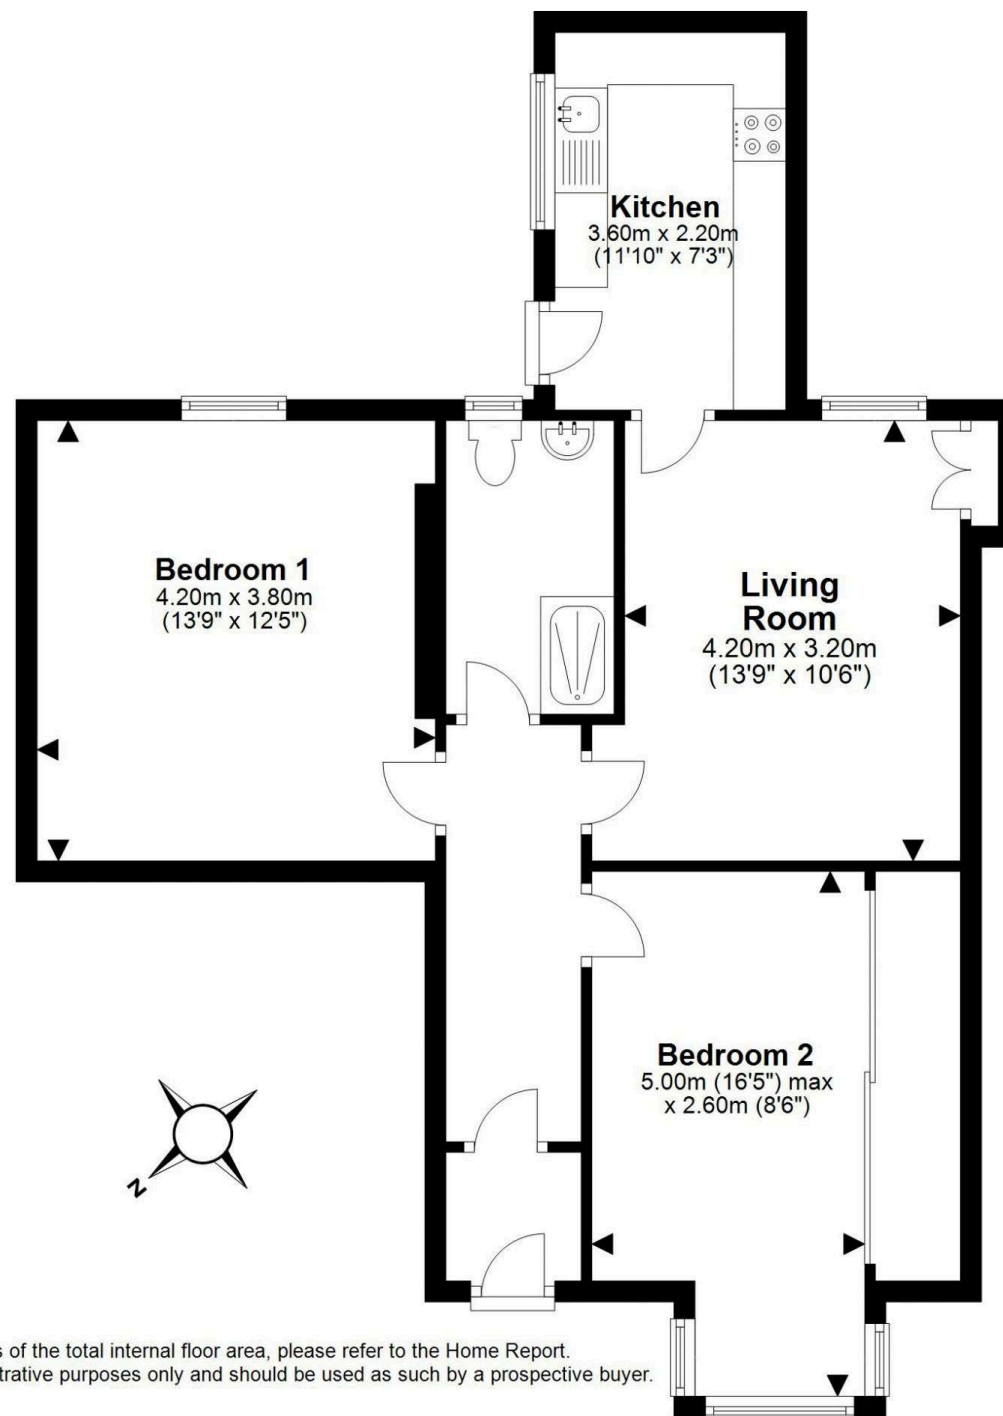 Kitchen
3.60m x 2.20m
(11'10" x 7'3")
Bedroom 1
4.20m x 3.80m
(13'9" x 12'5")
Living
Room
4.20m x 3.20m
(13'9" x 10'6")
Bedroom 2
5.00m (16'5") max
x 2.60m (8'6")
N
of the total internal floor area, please refer to the Home Report.
purposes only and should be used as such by a prospective buyer.